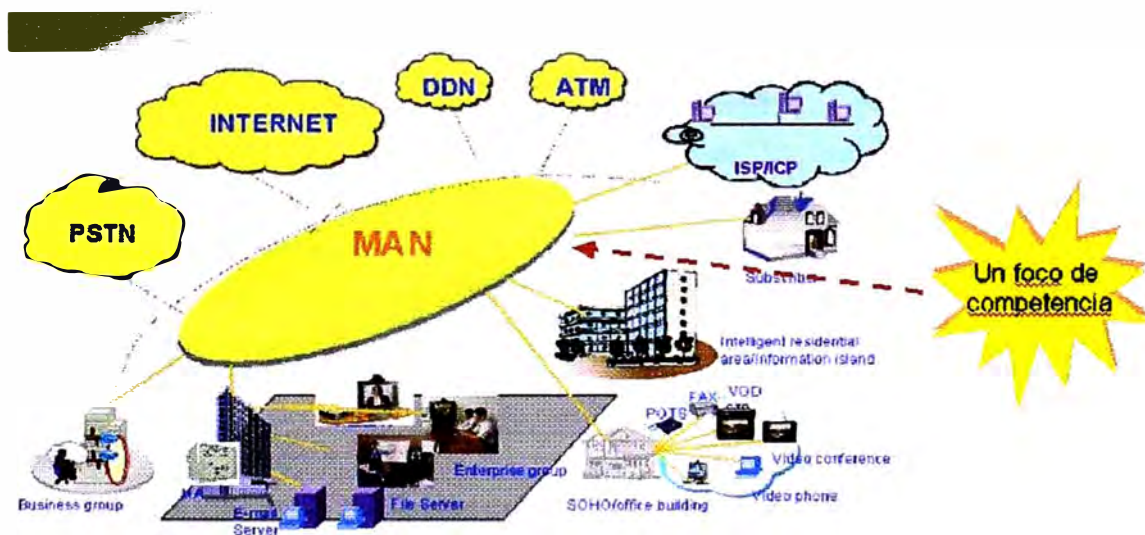 DDN
ATM
INTERNET
ISP/ICP
PSTN
MAN
Subscriber
Un foco de
competencia
Intelligent residential
area/information island
FAX
VOD
POTS
Enterprise group
Video conference
Business group
E-mail
Server
File Server
SOHO/office building
Video phone